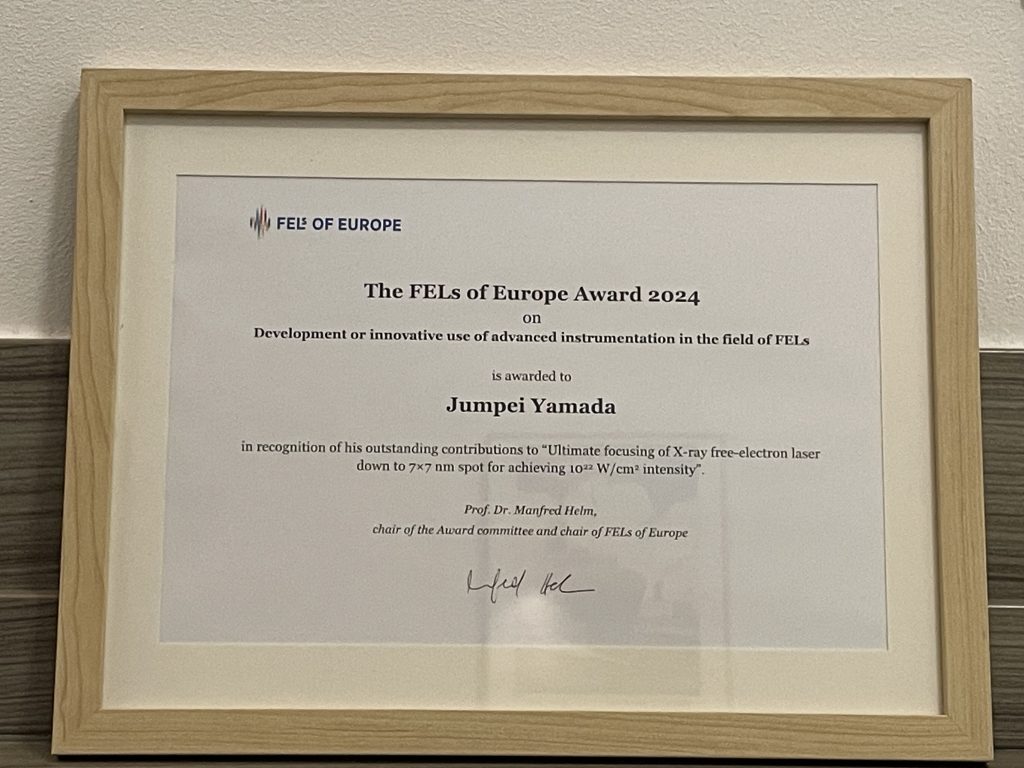 FELs OF EUROPE
The FELs of Europe Award 2024
on
Development or innovative use of advanced instrumentation in the field of FELs
is awarded to
Jumpei Yamada
in recognition of his outstanding contributions to “Ultimate focusing of X-ray free-electron laser
down to 7×7 nm spot for achieving 10²² W/cm² intensity”.
Prof. Dr. Manfred Helm,
chair of the Award committee and chair of FELs of Europe